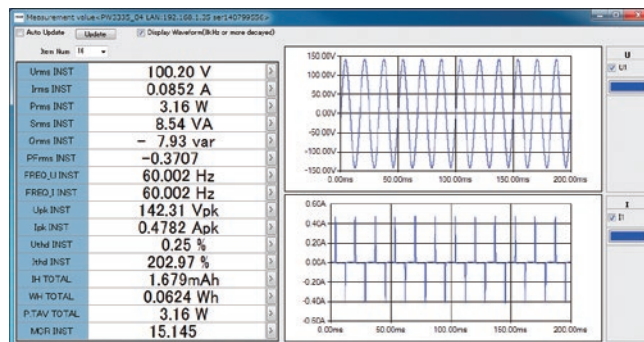 Measurement value<PW3335_04 LAN:192.168.1.35 ser140799556>
Auto Update Update Display Waveform(8kHz or more decayed)
Item Num 16
Urms INST 100.20 V
Irms INST 0.0852 A
Prms INST 3.16 W
Srms INST 8.54 VA
Qrms INST - 7.93 var
PFrms INST -0.3707
FREQ_U INST 60.002 Hz
FREQ_I INST 60.002 Hz
Upk INST 142.31 Vpk
Ipk INST 0.4782 Apk
Uthd INST 0.25 %
Ithd INST 202.97 %
IH TOTAL 1.679mAh
WH TOTAL 0.0624 Wh
P.TAV TOTAL 3.16 W
MCR INST 15.145
150.00V
100.00V
50.00V
0.00V
-50.00V
-100.00V
-150.00V
0.00ms 50.00ms 100.00ms 150.00ms 200.00ms
U
U1
0.60A
0.40A
0.20A
0.00A
-0.20A
-0.40A
-0.60A
0.00ms 50.00ms 100.00ms 150.00ms 200.00ms
I
I1